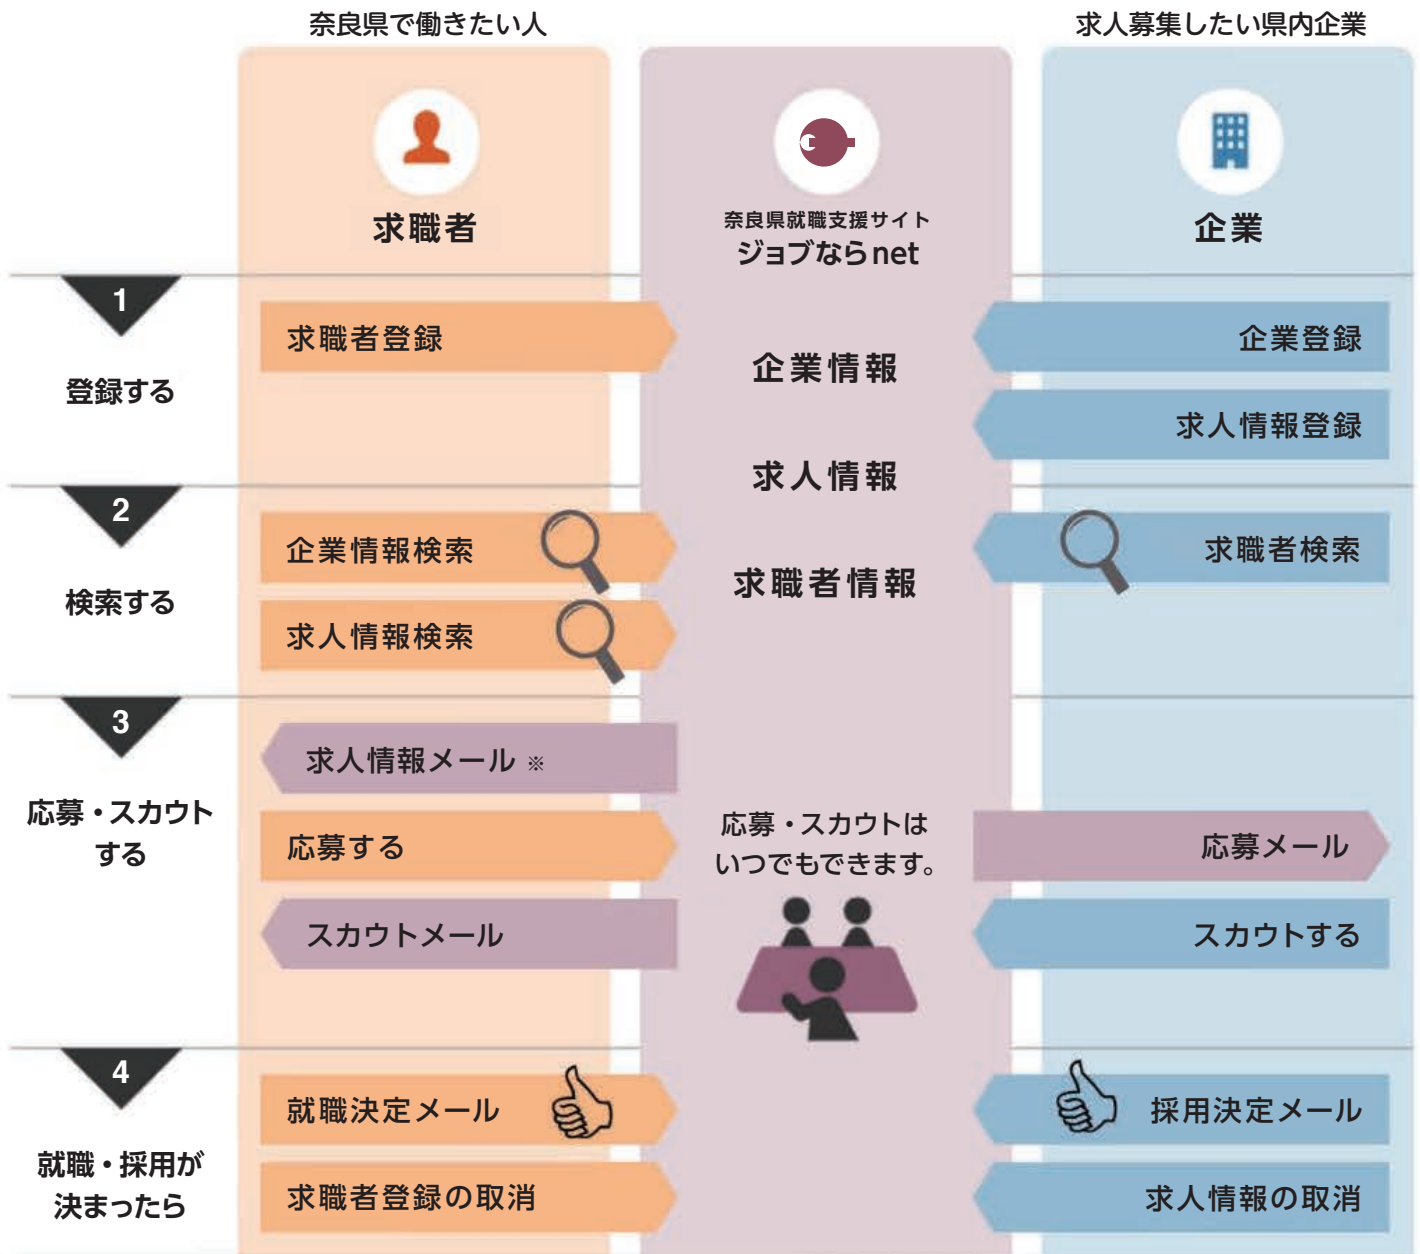 奈良県で働きたい人
求人募集したい県内企業
求職者
奈良県就職支援サイト
ジョブならnet
企業
1
登録する
求職者登録
企業情報
企業登録
求人情報登録
求人情報
2
検索する
企業情報検索
求職者検索
求職者情報
求人情報検索
3
応募・スカウト
する
求人情報メール ※
応募する
応募・スカウトは
いつでもできます。
応募メール
スカウトメール
スカウトする
4
就職・採用が
決まったら
就職決定メール
採用決定メール
求職者登録の取消
求人情報の取消